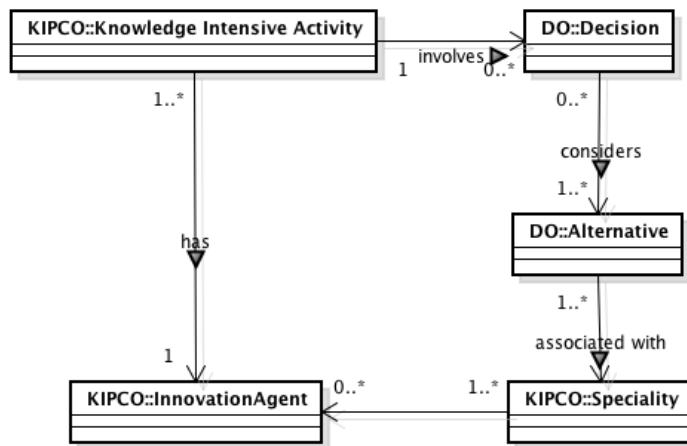 KIPCO::Knowledge Intensive Activity
DO::Decision
involves
1
0..*
1..*
0..*
considers
1..*
DO::Alternative
has
1..*
associated with
1
KIPCO::InnovationAgent
0..*
1..*
KIPCO::Speciality